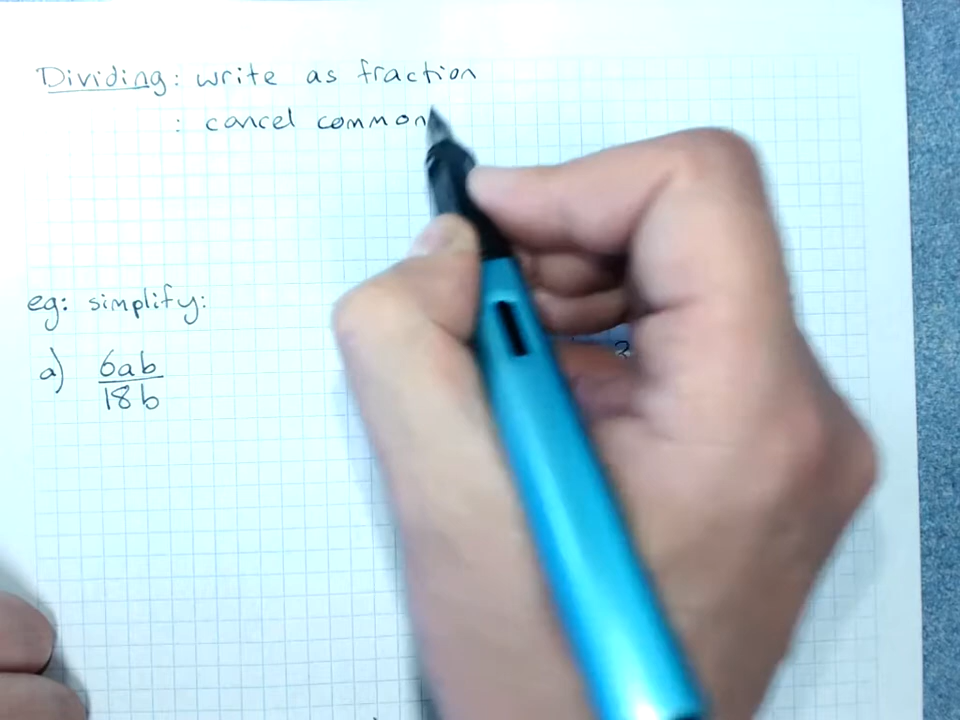 Dividing: write as fraction
: cancel common
eg: simplify:
a) 6ab
18b